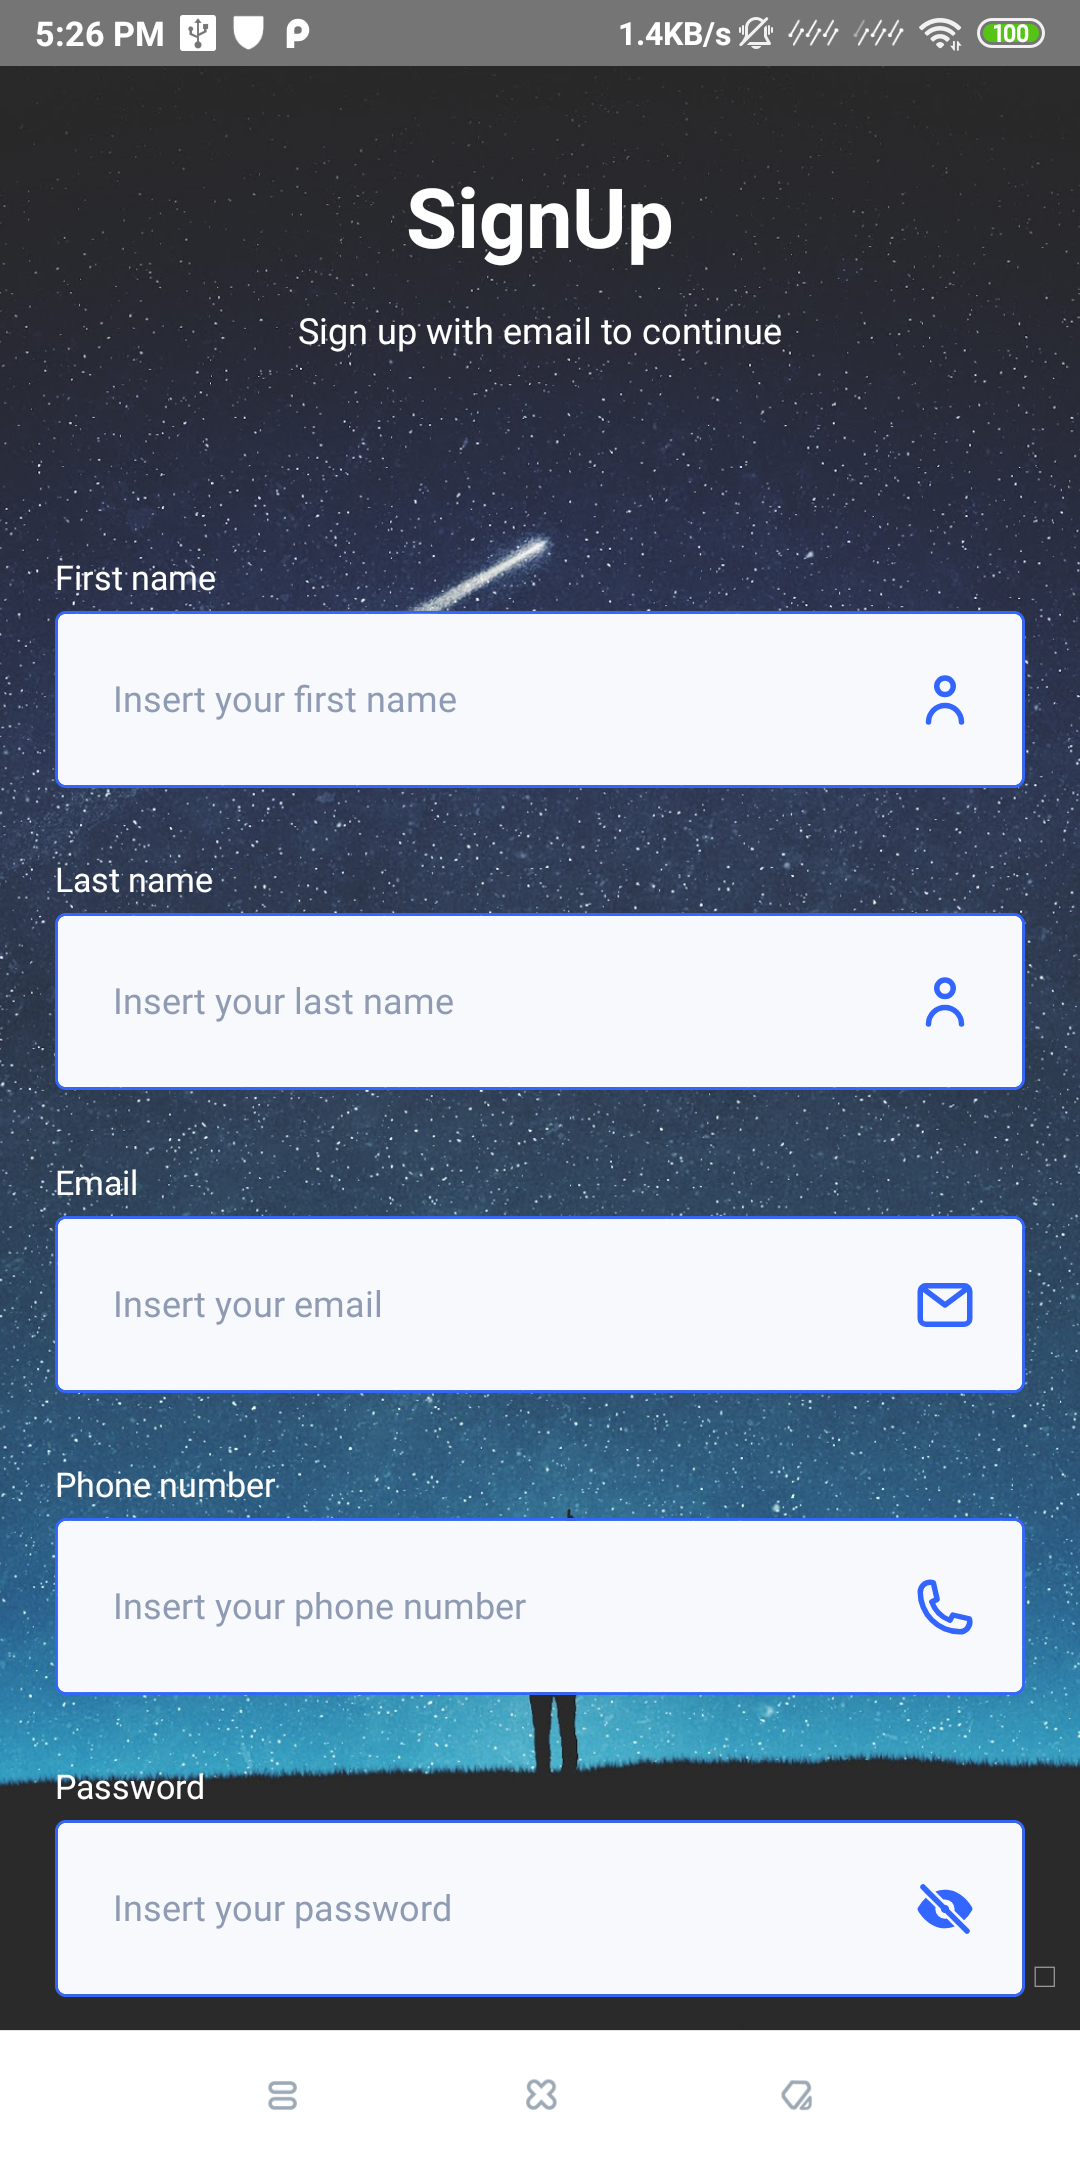 5:26 PM 1.4KB/s 100
SignUp
Sign up with email to continue
First name
Insert your first name
Last name
Insert your last name
Email
Insert your email
Phone number
Insert your phone number
Password
Insert your password